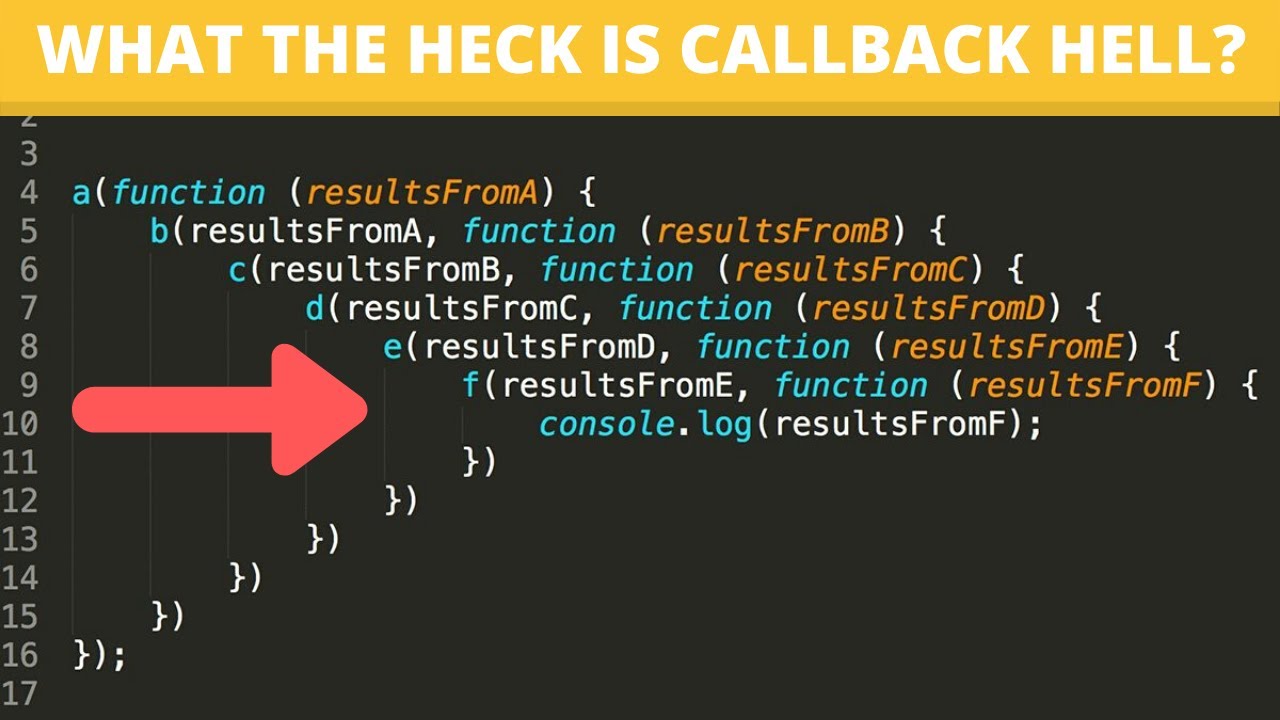 WHAT THE HECK IS CALLBACK HELL?
2
3
4 a(function (resultsFromA) {
5 b(resultsFromA, function (resultsFromB) {
6 c(resultsFromB, function (resultsFromC) {
7 d(resultsFromC, function (resultsFromD) {
8 e(resultsFromD, function (resultsFromE) {
9 f(resultsFromE, function (resultsFromF) {
10 console.log(resultsFromF);
11 })
12 })
13 })
14 })
15 })
16 });
17